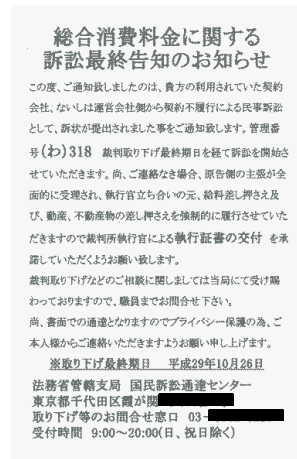 総合消費料金に関する
訴訟最終告知のお知らせ
この度、ご通知致しましたのは、貴方の利用されていた契約
会社、ないしは運営会社側から契約不履行による民事訴訟
として、訴状が提出されました事をご通知致します。管理番
号(わ)318 裁判取り下げ最終期日を経て訴訟を開始さ
せていただきます。尚、ご連絡なき場合、原告側の主張が全
面的に受理され、執行官立ち合いの元、給料差し押さえ及
び、動産、不動産物の差し押さえを強制的に履行させていた
だきますので裁判所執行官による執行証書の交付 を承
諾していただくようお願い致します。
裁判取り下げなどのご相談に関しましては当局にて受け賜
わっておりますので、職員までお問合せ下さい。
尚、書面での通達となりますのでプライバシー保護の為、ご
本人様からご連絡いただきますようお願い申し上げます。
※取り下げ最終期日 平成29年10月26日
法務省管轄支局 国民訴訟通達センター
東京都千代田区霞が関
取り下げ等のお問合せ窓口 03-
受付時間 9:00～20:00(日、祝日除く)